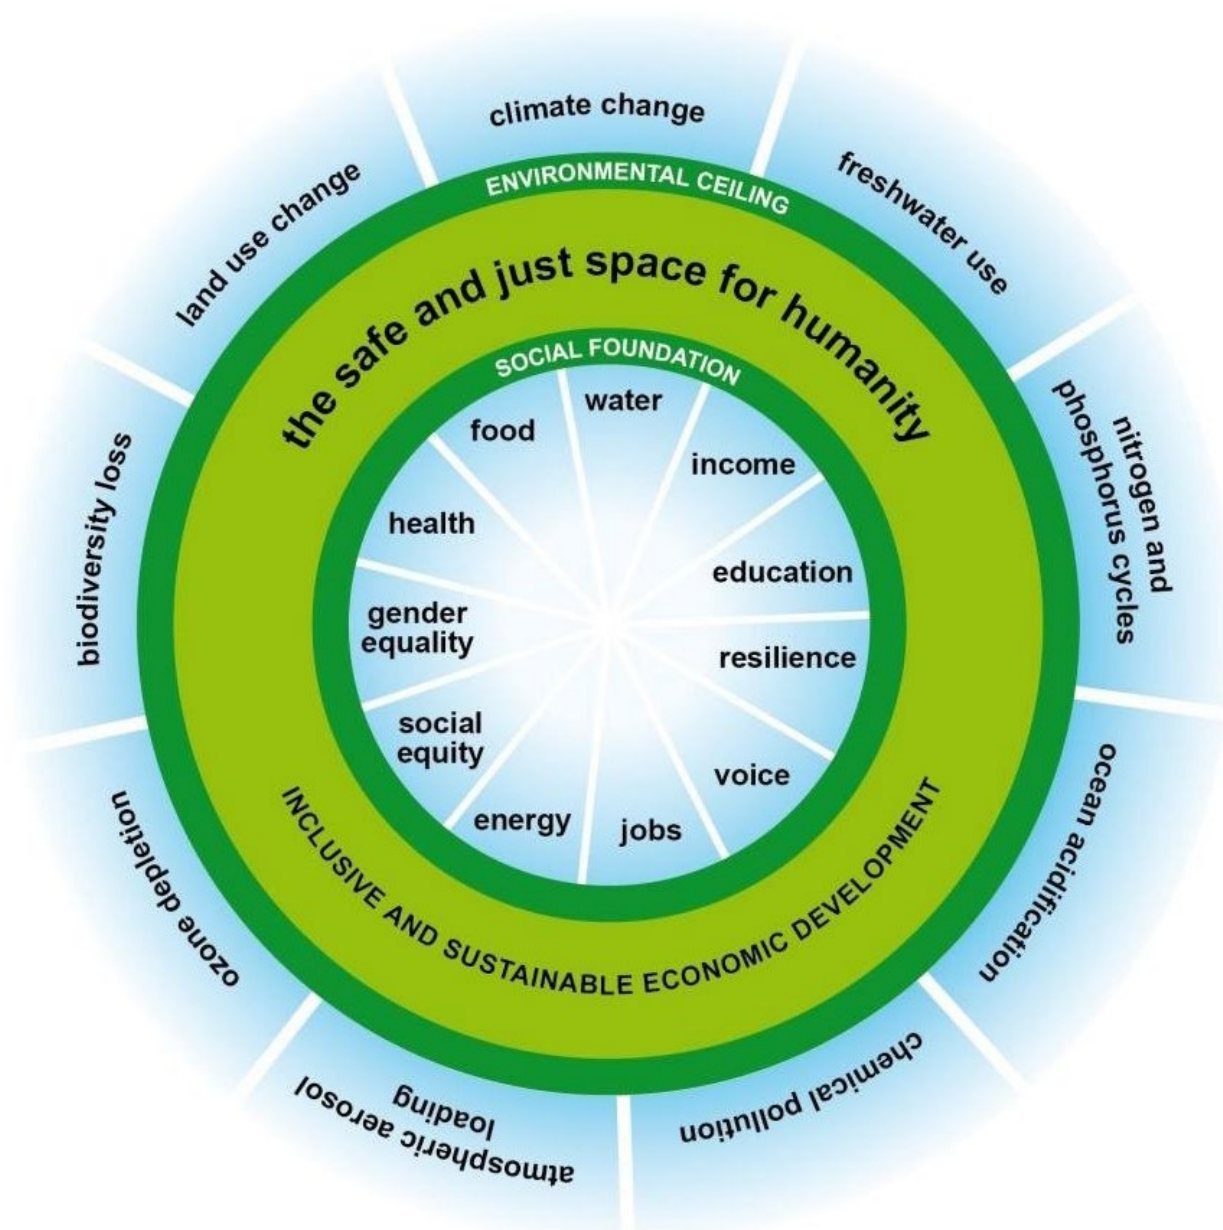 climate change
freshwater use
nitrogen and
phosphorus cycles
ocean acidification
chemical pollution
atmospheric aerosol
loading
ozone depletion
biodiversity loss
land use change
ENVIRONMENTAL CEILING
the safe and just space for humanity
SOCIAL FOUNDATION
water
income
education
resilience
voice
jobs
energy
social
equity
gender
equality
health
food
INCLUSIVE AND SUSTAINABLE ECONOMIC DEVELOPMENT